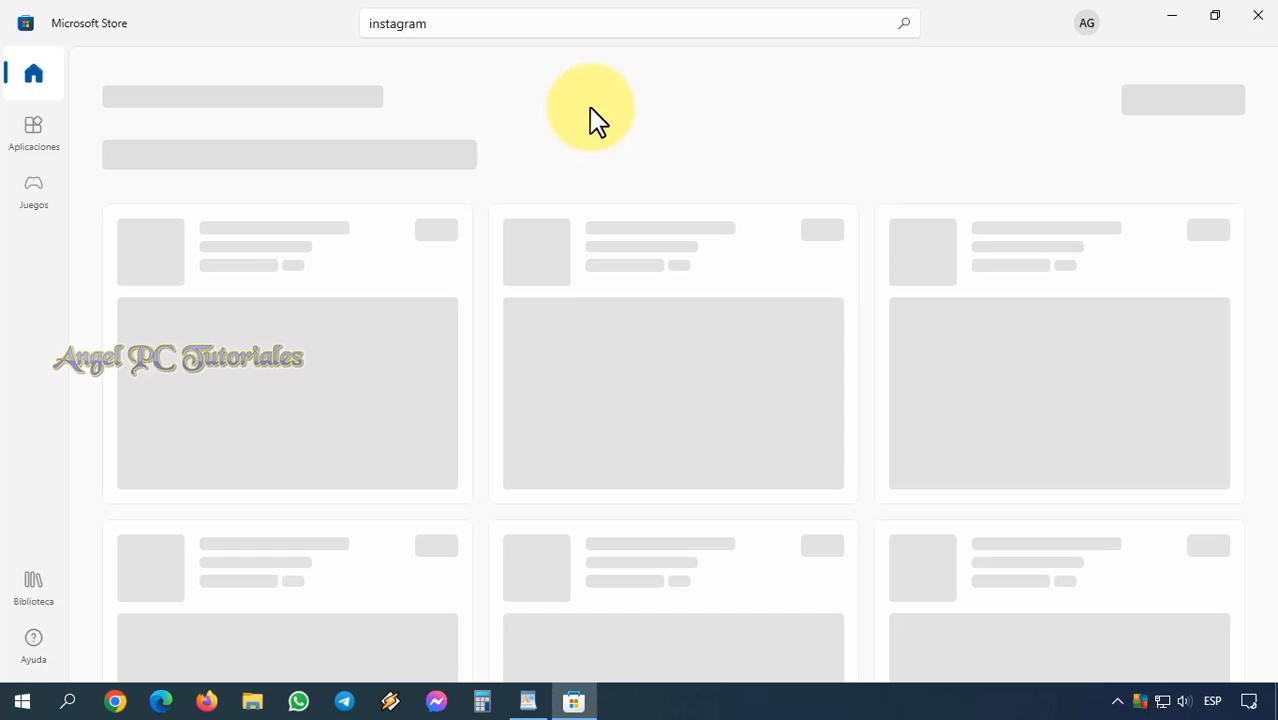 Microsoft Store
instagram
AG
Aplicaciones
Juegos
Angel PC Tutoriales
Biblioteca
Ayuda
ESP